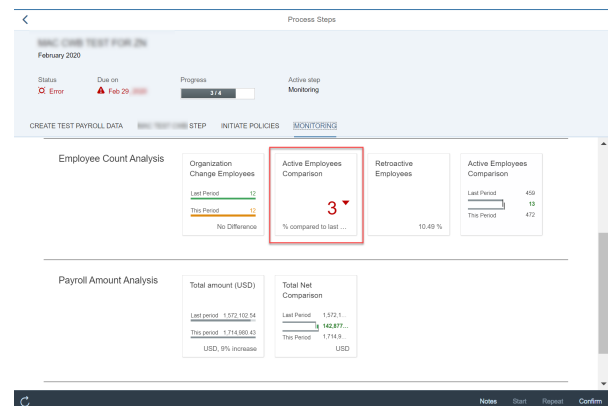 Process Steps
February 2020
Status
Due on
Progress
Active step
Error
Feb 29
3 / 4
Monitoring
CREATE TEST PAYROLL DATA
STEP
INITIATE POLICIES
MONITORING
Employee Count Analysis
Organization
Change Employees
Last Period 12
This Period 12
No Difference
Active Employees
Comparison
3
% compared to last ...
Retroactive
Employees
10.49 %
Active Employees
Comparison
Last Period 459
13
This Period 472
Payroll Amount Analysis
Total amount (USD)
Last period 1,572,102.54
This period 1,714,980.43
USD, 9% increase
Total Net
Comparison
Last Period 1,572,1...
142,877...
This Period 1,714,9...
USD
Notes
Start
Repeat
Confirm